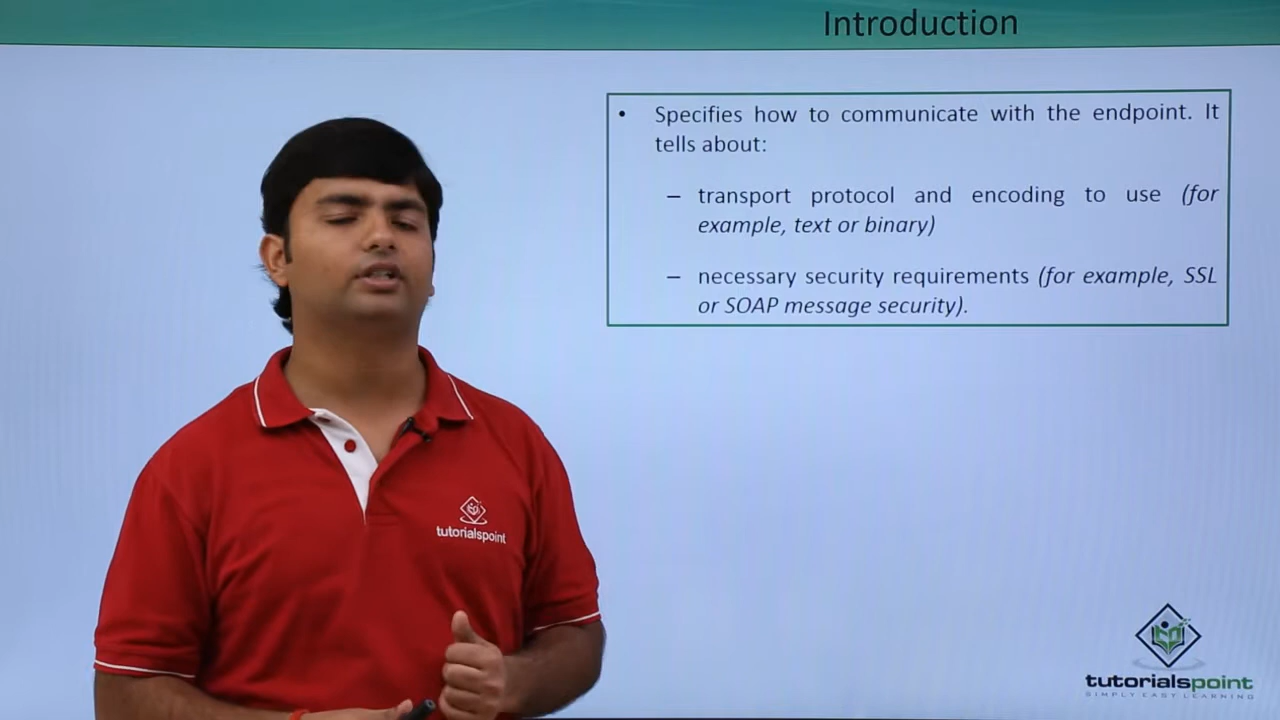 Introduction
• Specifies how to communicate with the endpoint. It
tells about:
– transport protocol and encoding to use (for
example, text or binary)
– necessary security requirements (for example, SSL
or SOAP message security).
tutorialspoint
tutorialspoint
SIMPLY EASY LEARNING